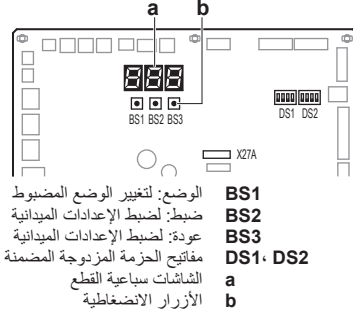 a b
BS1 BS2 BS3
DS1 DS2
X27A
BS1 الوضع: لتغيير الوضع المضبوط
BS2 ضبط: لضبط الإعدادات الميدانية
BS3 عودة: لضبط الإعدادات الميدانية
DS1، DS2 مفاتيح الحزمة المزدوجة المضمنة
a الشاشات سباعية القطع
b الأزرار الانضغاطية